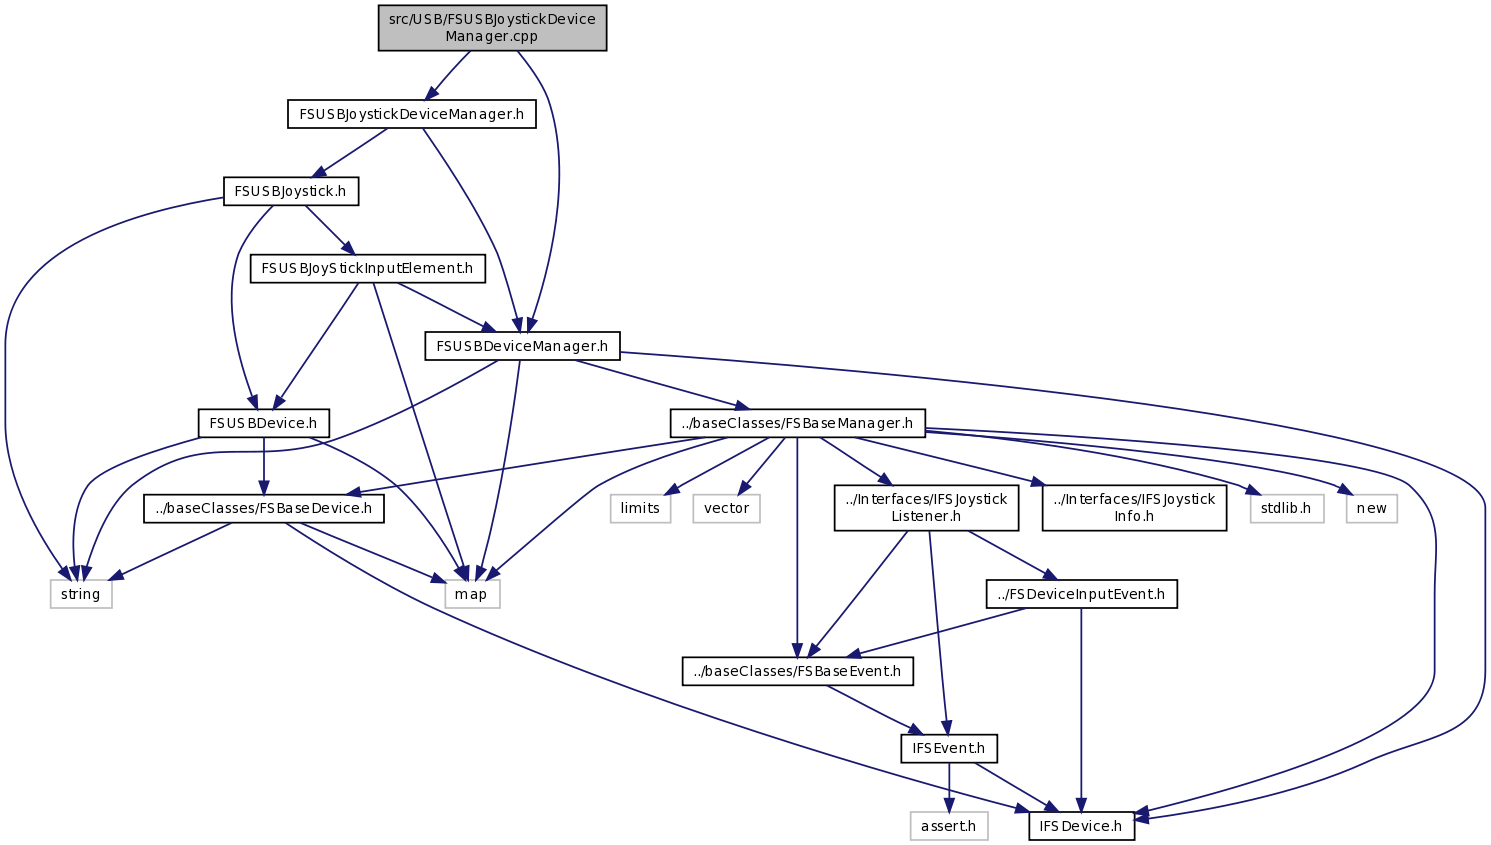 src/USB/FSUSBJoystickDevice
Manager.cpp
FSUSBJoystickDeviceManager.h
FSUSBJoystick.h
FSUSBJoyStickInputElement.h
FSUSBDeviceManager.h
FSUSBDevice.h
../baseClasses/FSBaseManager.h
../baseClasses/FSBaseDevice.h
limits
vector
../Interfaces/IFSJoystick
Listener.h
../Interfaces/IFSJoystick
Info.h
stdlib.h
new
string
map
../FSDeviceInputEvent.h
../baseClasses/FSBaseEvent.h
IFSEvent.h
assert.h
IFSDevice.h